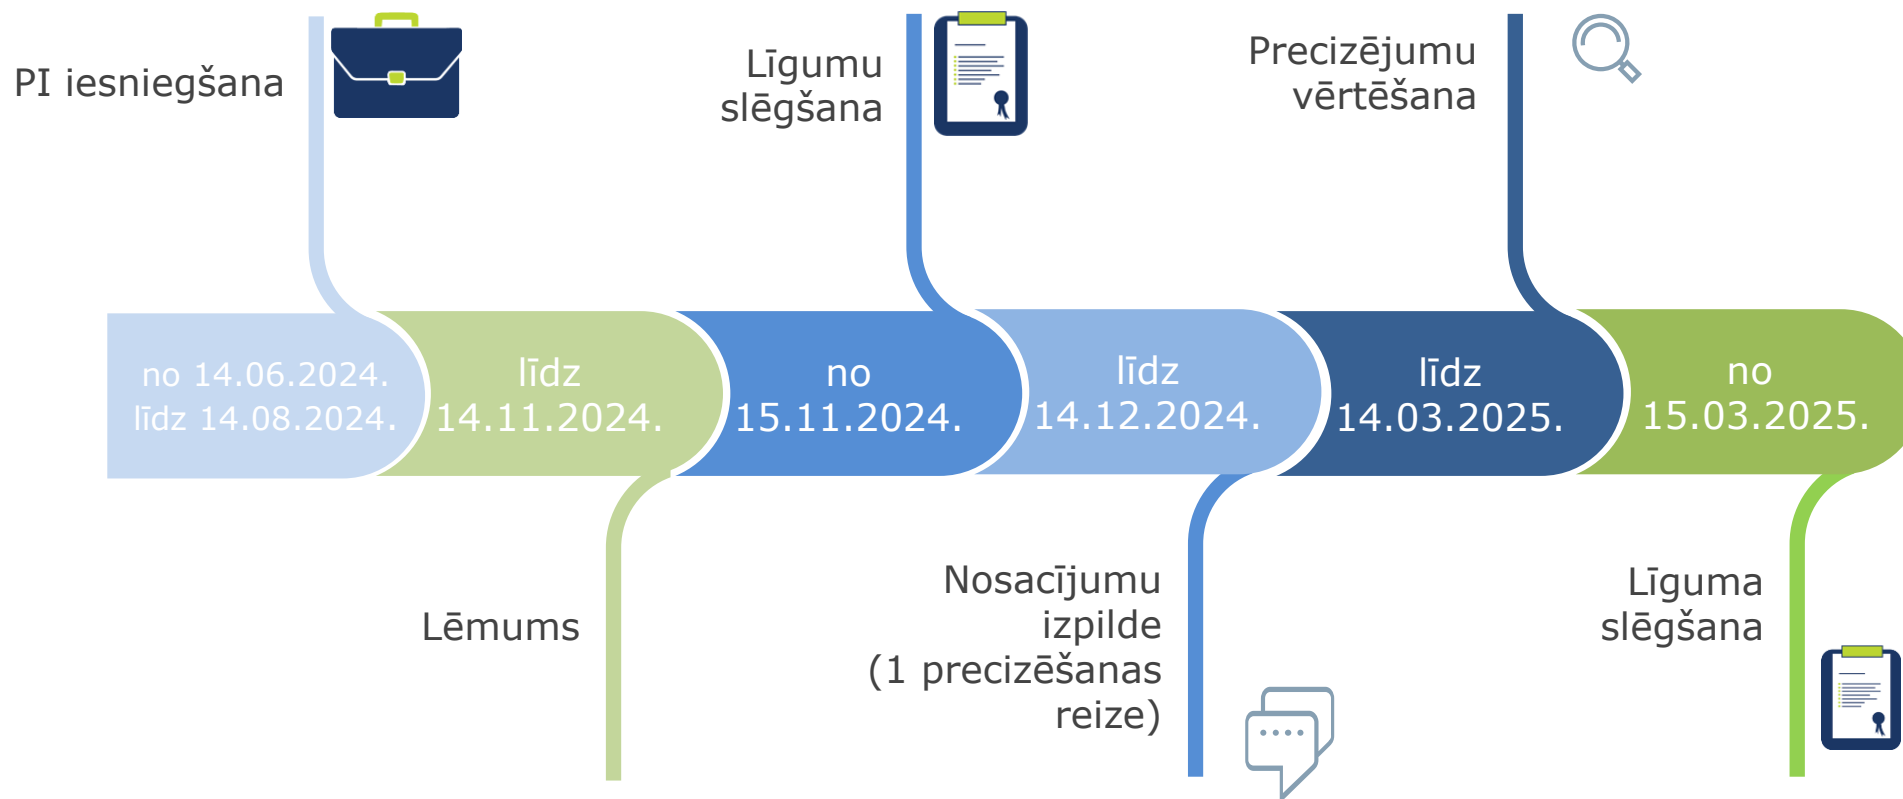 PI iesniegšana
Līgumu
slēgšana
Precizējumu
vērtēšana
no 14.06.2024.
līdz 14.08.2024.
līdz
14.11.2024.
no
15.11.2024.
līdz
14.12.2024.
līdz
14.03.2025.
no
15.03.2025.
Lēmums
Nosacījumu
izpilde
(1 precizēšanas
reize)
Līguma
slēgšana